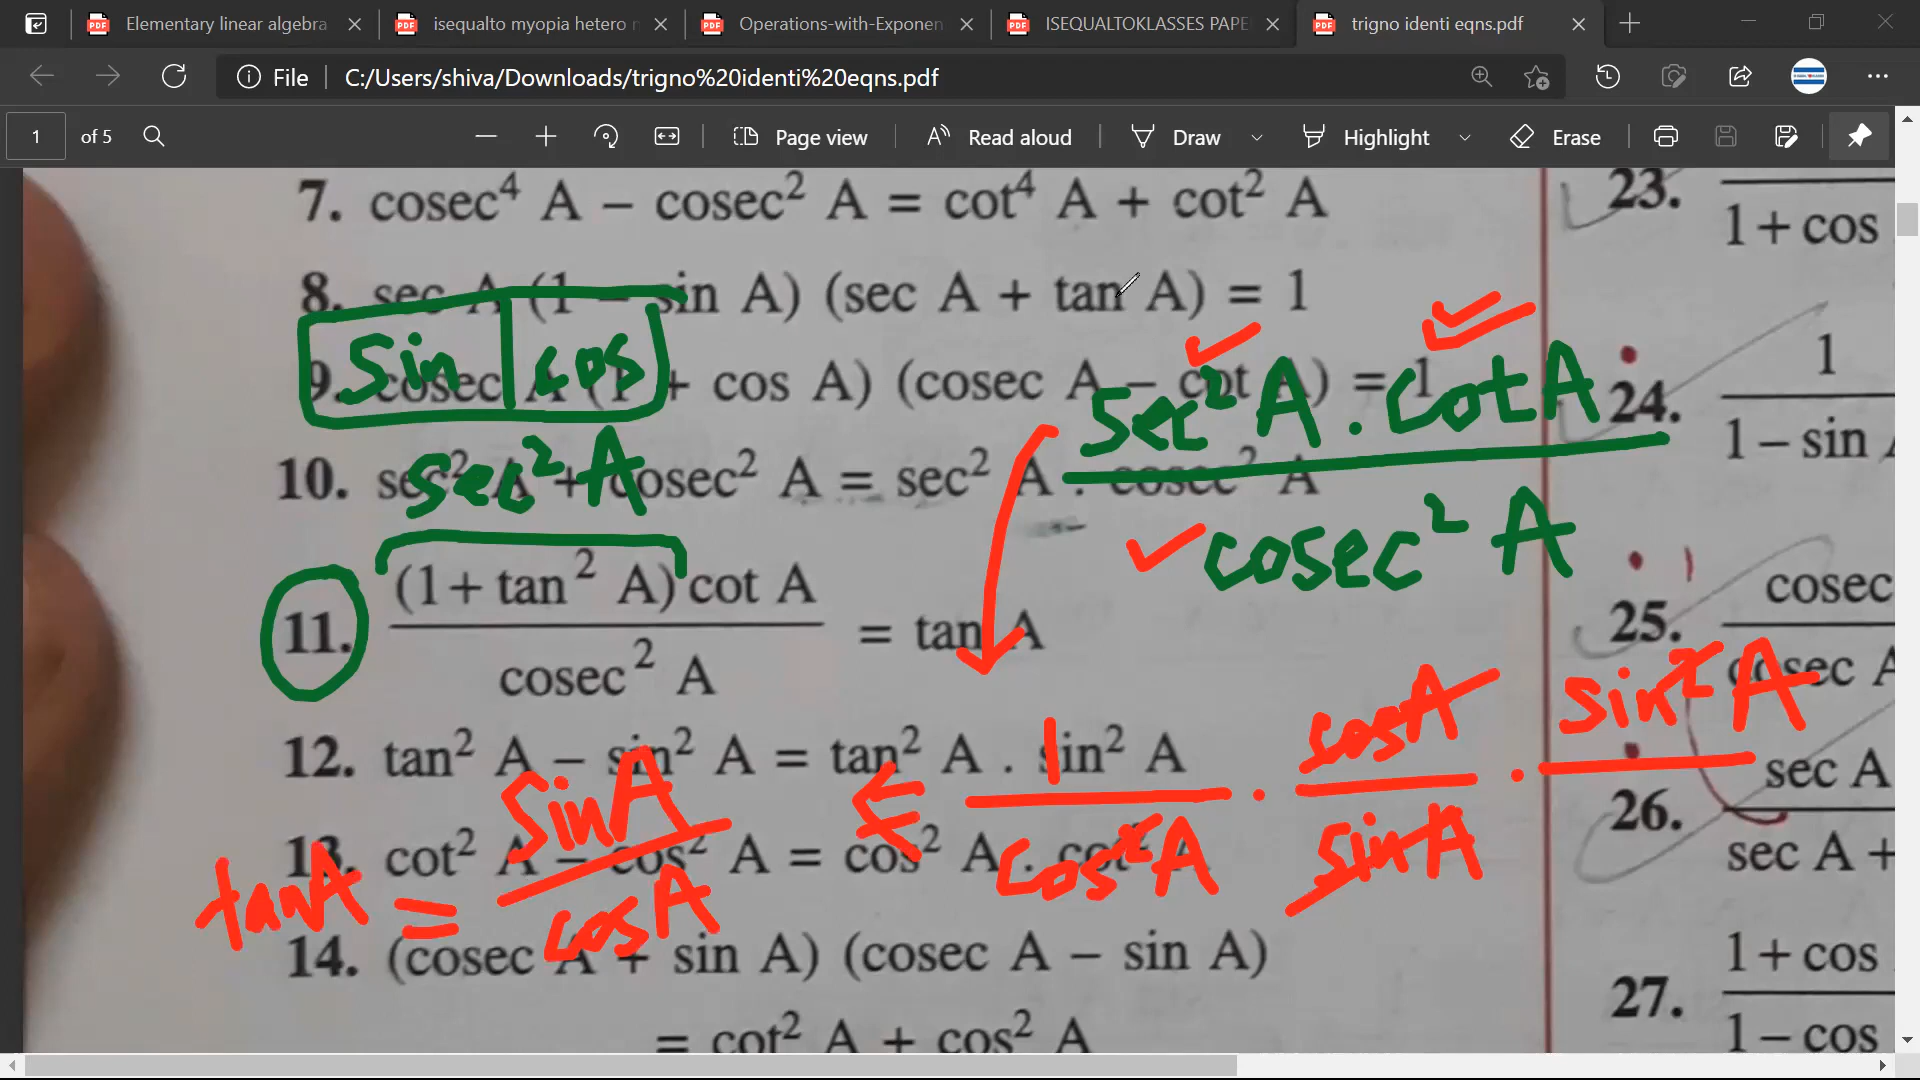 Elementary linear algebra
isequalto myopia hetero
Operations-with-Exponen
ISEQUALTOKLASSES PAPE
trigno identi eqns.pdf
File
C:/Users/shiva/Downloads/trigno%20identi%20eqns.pdf
1 of 5
Page view
Read aloud
Draw
Highlight
Erase
7. cosec⁴ A − cosec² A = cot⁴ A + cot² A
8. sec A (1 − sin A) (sec A + tan A) = 1
sin | cos
9. cosec A (1 + cos A) (cosec A − cot A) = 1
sec² A . cot A
cosec² A
10. sec² A + cosec² A = sec² A . cosec² A
sec² A
11. (1 + tan² A) cot A
cosec² A
= tan A
12. tan² A − sin² A = tan² A . sin² A
1 / cos² A . cos A / sin A . sin² A
13. cot² A − cos² A = cos² A . cot² A
tan A = sin A / cos A
14. (cosec A + sin A) (cosec A − sin A)
= cot² A + cos² A
23.
1 + cos
24. 1
1 − sin A
25. cosec
cosec A
26. sec A
sec A +
27. 1 + cos
1 − cos